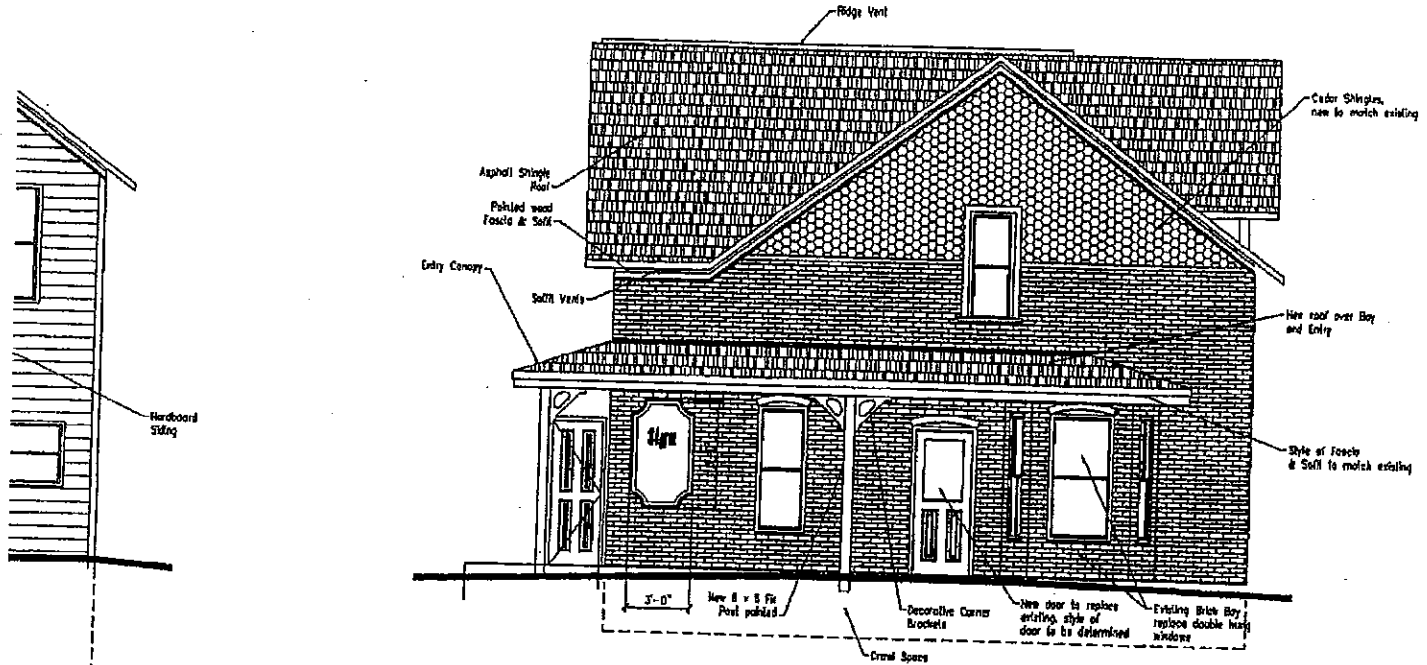 Ridge Vent
Cedar Shingles,
new to match existing
Asphalt Shingle
Roof
Painted wood
Fascia & Soffit
Entry Canopy
Soffit Vents
New roof over Bay
and Entry
Hardboard
Siding
Sign
Style of Fascia
& Soffit to match existing
3'-0"
New 8 x 8 Fir
Post painted
Decorative Corner
Brackets
New door to replace
existing, style of
door to be determined
Existing Brick Bay
replace double hung
windows
Crawl Space